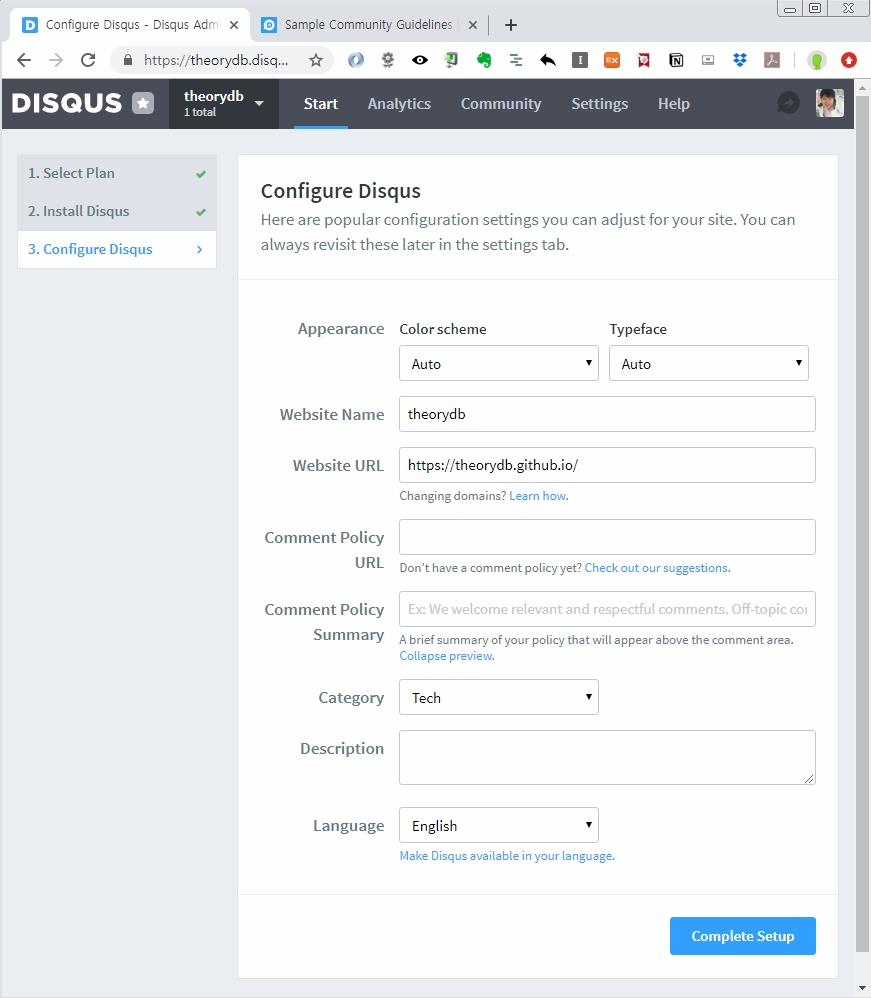 Configure Disqus - Disqus Adm
Sample Community Guidelines
https://theorydb.disq...
EX
DISQUS
theorydb
1 total
Start
Analytics
Community
Settings
Help
1. Select Plan
2. Install Disqus
3. Configure Disqus
Configure Disqus
Here are popular configuration settings you can adjust for your site. You can
always revisit these later in the settings tab.
Appearance
Color scheme
Typeface
Auto
Auto
Website Name
theorydb
Website URL
https://theorydb.github.io/
Changing domains? Learn how.
Comment Policy
URL
Don't have a comment policy yet? Check out our suggestions.
Comment Policy
Summary
Ex: We welcome relevant and respectful comments. Off-topic co
A brief summary of your policy that will appear above the comment area.
Collapse preview.
Category
Tech
Description
Language
English
Make Disqus available in your language.
Complete Setup